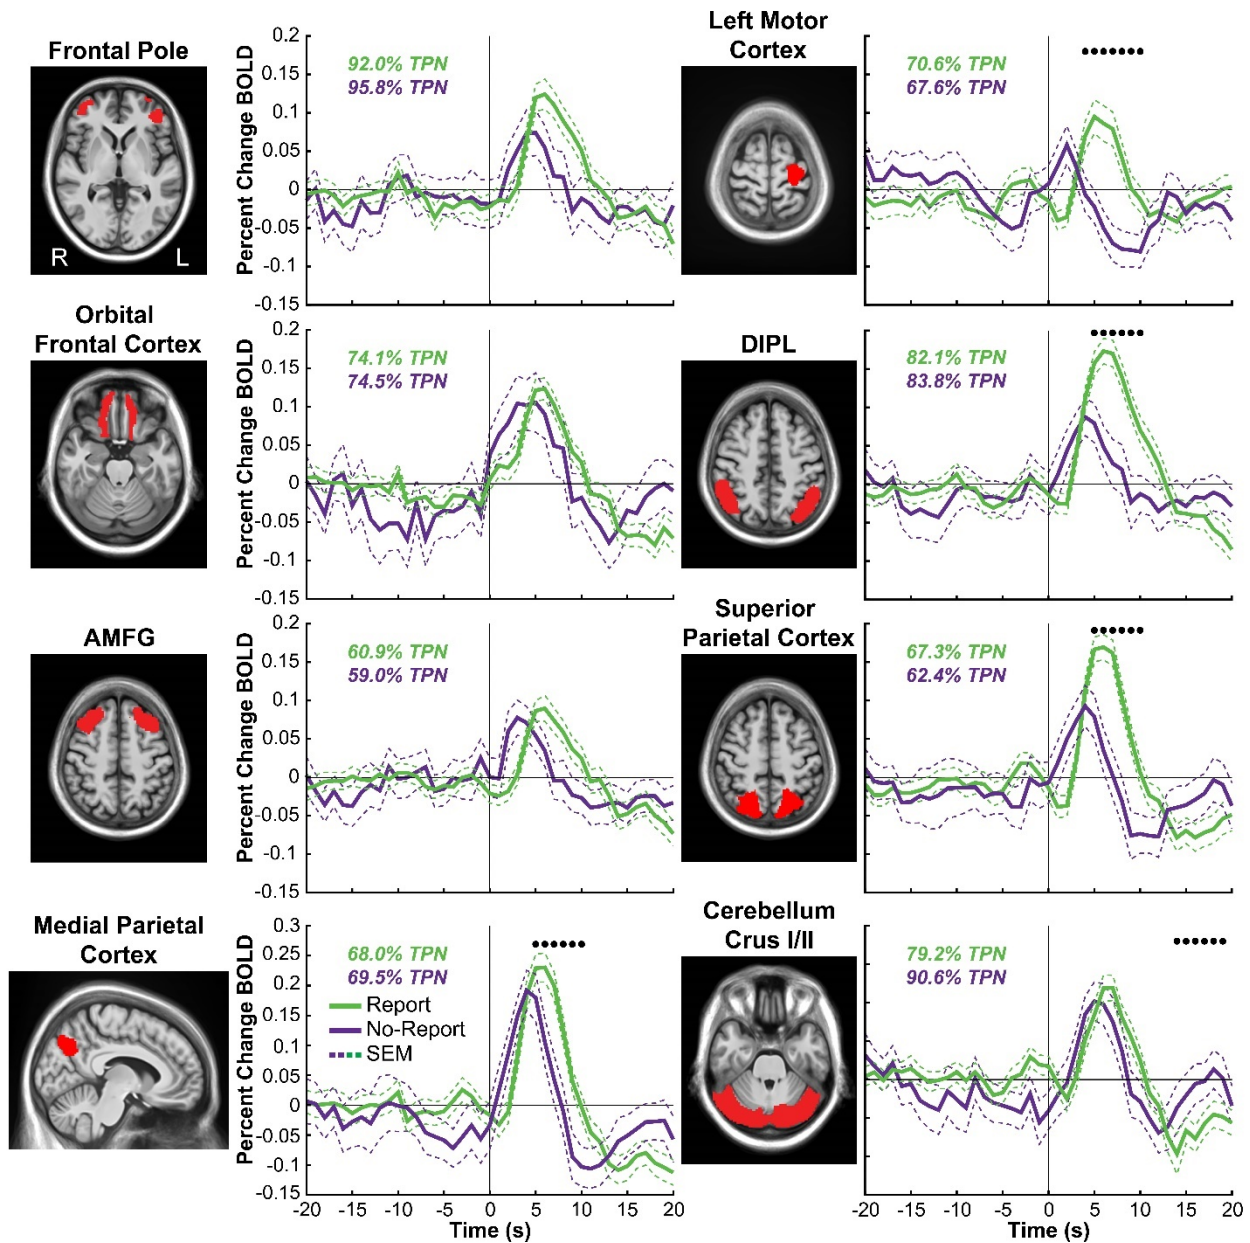 Frontal Pole
R
L
Percent Change BOLD
0.2
0.15
0.1
0.05
0
-0.05
-0.1
-0.15
92.0% TPN
95.8% TPN
Left Motor
Cortex
70.6% TPN
67.6% TPN
Orbital
Frontal Cortex
Percent Change BOLD
0.2
0.15
0.1
0.05
0
-0.05
-0.1
-0.15
74.1% TPN
74.5% TPN
DIPL
82.1% TPN
83.8% TPN
AMFG
Percent Change BOLD
0.2
0.15
0.1
0.05
0
-0.05
-0.1
-0.15
60.9% TPN
59.0% TPN
Superior
Parietal Cortex
67.3% TPN
62.4% TPN
Medial Parietal
Cortex
Percent Change BOLD
0.3
0.25
0.2
0.15
0.1
0.05
0
-0.05
-0.1
-0.15
68.0% TPN
69.5% TPN
Report
No-Report
SEM
-20 -15 -10 -5 0 5 10 15 20
Time (s)
Cerebellum
Crus I/II
79.2% TPN
90.6% TPN
-20 -15 -10 -5 0 5 10 15 20
Time (s)